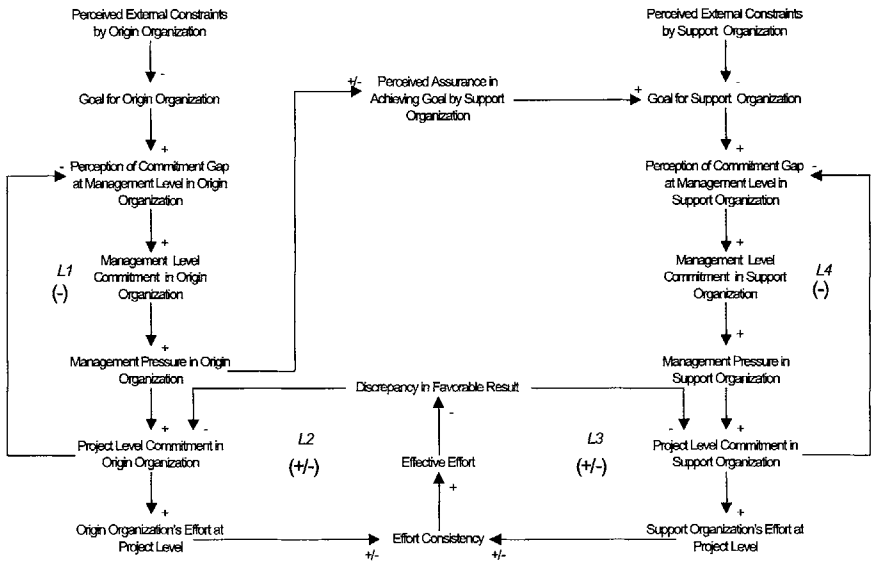 Perceived External Constraints
by Origin Organization
-
Goal for Origin Organization
+
- Perception of Commitment Gap
at Management Level in Origin
Organization
+
Management Level
Commitment in Origin
Organization
L1
(-)
+
Management Pressure in Origin
Organization
+
-
Project Level Commitment in
Origin Organization
+
Origin Organization's Effort at
Project Level
+/-
Perceived Assurance in
Achieving Goal by Support
Organization
Discrepancy in Favorable Result
-
L2
(+/-)
Effective Effort
L3
(+/-)
+
Effort Consistency
+/-
+/-
Perceived External Constraints
by Support Organization
-
+
Goal for Support Organization
+
Perception of Commitment Gap -
at Management Level in
Support Organization
+
Management Level
Commitment in Support
Organization
L4
(-)
+
Management Pressure in
Support Organization
-
+
Project Level Commitment in
Support Organization
+
Support Organization's Effort at
Project Level